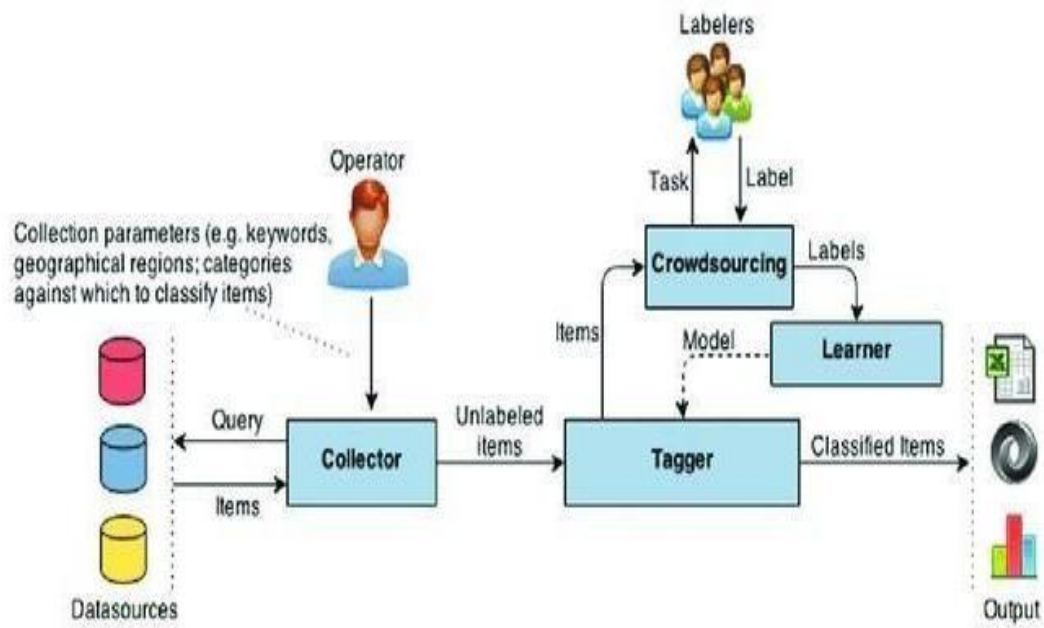 Labelers
Operator
Task
Label
Collection parameters (e.g. keywords,
geographical regions; categories
against which to classify items)
Crowdsourcing
Labels
Items
Model
Learner
Query
Collector
Unlabeled
items
Tagger
Classified Items
Items
Datasources
Output